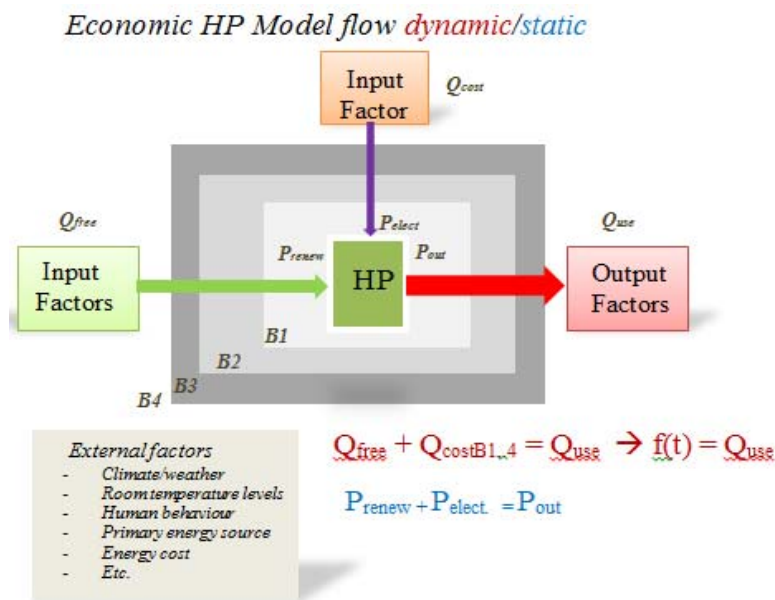 Economic HP Model flow dynamic/static
Input
Factor
Qcost
Qfree
Pelect
Quse
Prenew
Pout
Input
Factors
HP
Output
Factors
B1
B2
B3
B4
External factors
- Climate/weather
- Room temperature levels
- Human behaviour
- Primary energy source
- Energy cost
- Etc.
Qfree + QcostB1..4 = Quse → f(t) = Quse
Prenew + Pelect. = Pout